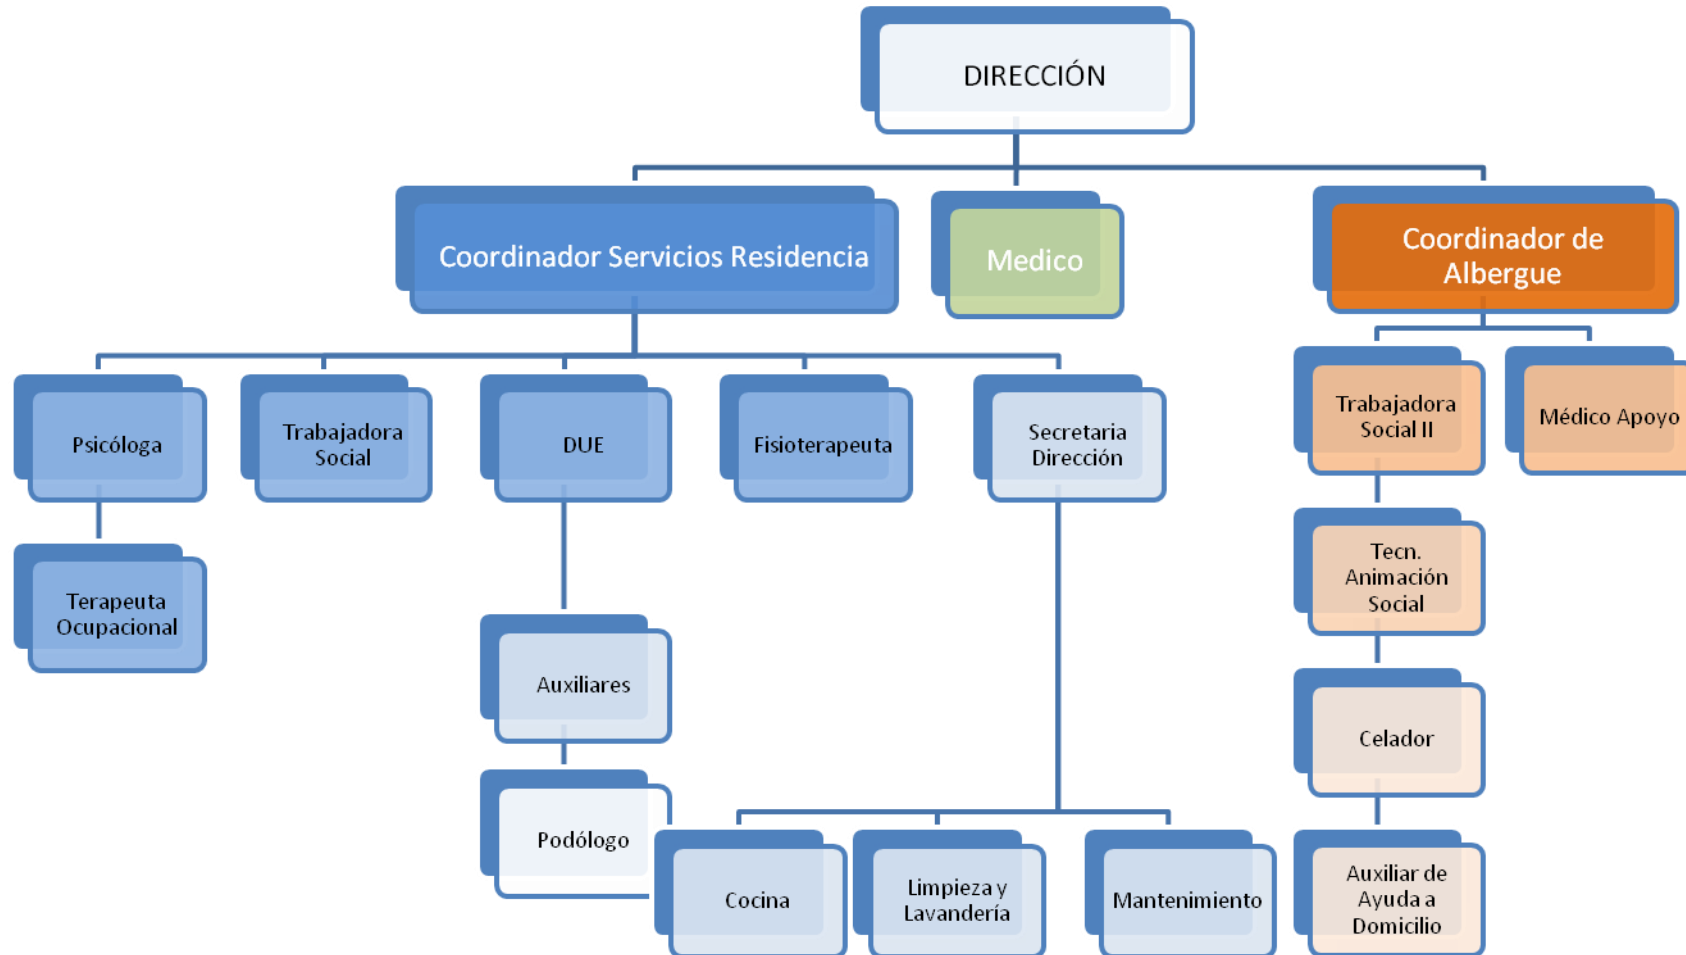 DIRECCIÓN
Coordinador Servicios Residencia
Medico
Coordinador de
Albergue
Psicóloga
Trabajadora
Social
DUE
Fisioterapeuta
Secretaria
Dirección
Trabajadora
Social II
Médico Apoyo
Terapeuta
Ocupacional
Auxiliares
Podólogo
Cocina
Limpieza y
Lavandería
Mantenimiento
Tecn.
Animación
Social
Celador
Auxiliar de
Ayuda a
Domicilio